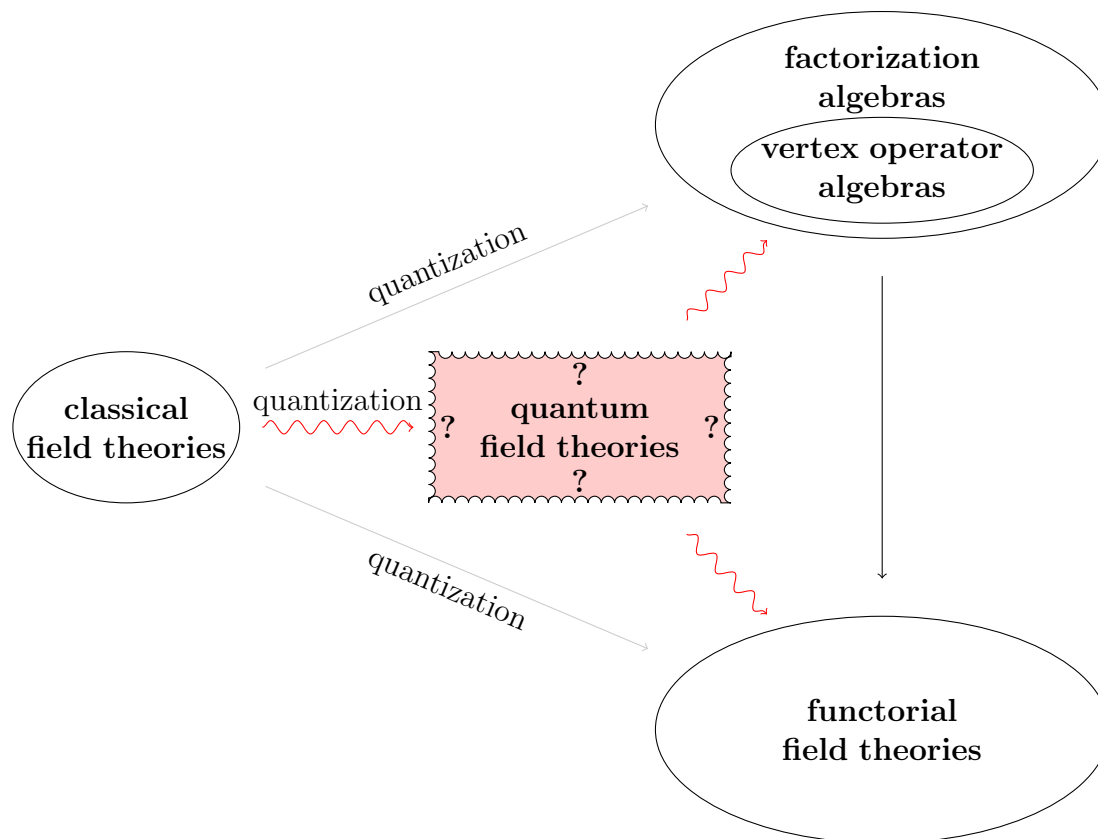 factorization
algebras
vertex operator
algebras
quantization
?
classical
field theories
quantization
?
quantum
field theories
?
?
quantization
functorial
field theories